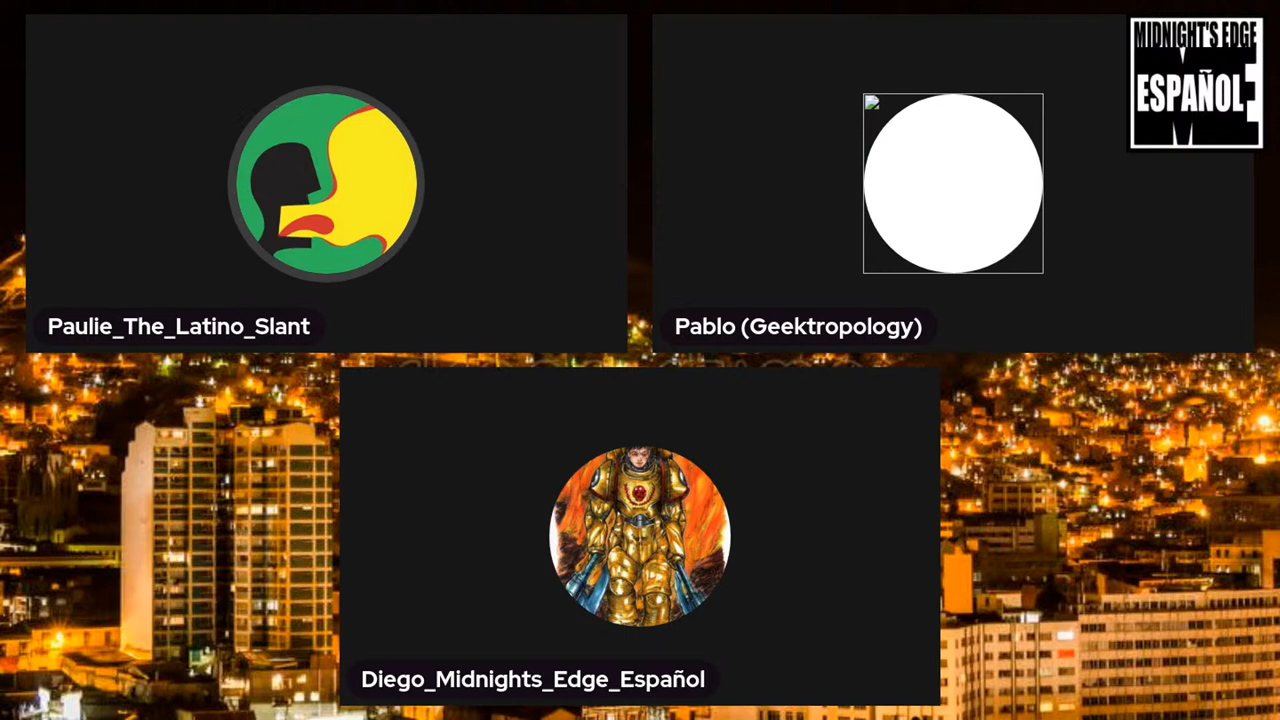 MIDNIGHT'S EDGE
ESPAÑOL
Paulie_The_Latino_Slant
Pablo (Geektropology)
Diego_Midnights_Edge_Español